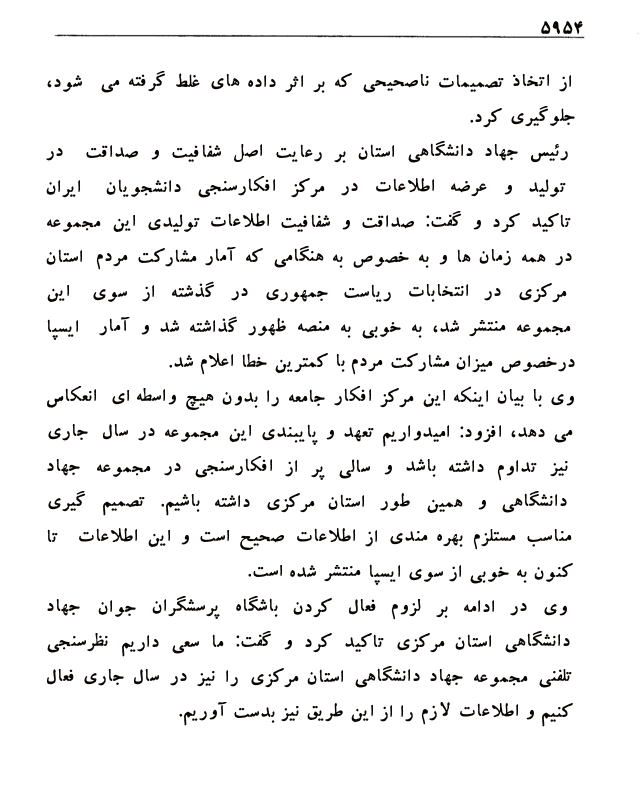 ۵۹۵۴
از اتخاذ تصمیمات ناصحیحی که بر اثر داده های غلط گرفته می شود،
جلوگیری کرد.
رئیس جهاد دانشگاهی استان بر رعایت اصل شفافیت و صداقت در
تولید و عرضه اطلاعات در مرکز افکارسنجی دانشجویان ایران
تاکید کرد و گفت: صداقت و شفافیت اطلاعات تولیدی این مجموعه
در همه زمان ها و به خصوص به هنگامی که آمار مشارکت مردم استان
مرکزی در انتخابات ریاست جمهوری در گذشته از سوی این
مجموعه منتشر شد، به خوبی به منصه ظهور گذاشته شد و آمار ایسپا
درخصوص میزان مشارکت مردم با کمترین خطا اعلام شد.
وی با بیان اینکه این مرکز افکار جامعه را بدون هیچ واسطه ای انعکاس
می دهد، افزود: امیدواریم تعهد و پایبندی این مجموعه در سال جاری
نیز تداوم داشته باشد و سالی پر از افکارسنجی در مجموعه جهاد
دانشگاهی و همین طور استان مرکزی داشته باشیم. تصمیم گیری
مناسب مستلزم بهره مندی از اطلاعات صحیح است و این اطلاعات تا
کنون به خوبی از سوی ایسپا منتشر شده است.
وی در ادامه بر لزوم فعال کردن باشگاه پرسشگران جوان جهاد
دانشگاهی استان مرکزی تاکید کرد و گفت: ما سعی داریم نظرسنجی
تلفنی مجموعه جهاد دانشگاهی استان مرکزی را نیز در سال جاری فعال
کنیم و اطلاعات لازم را از این طریق نیز بدست آوریم.